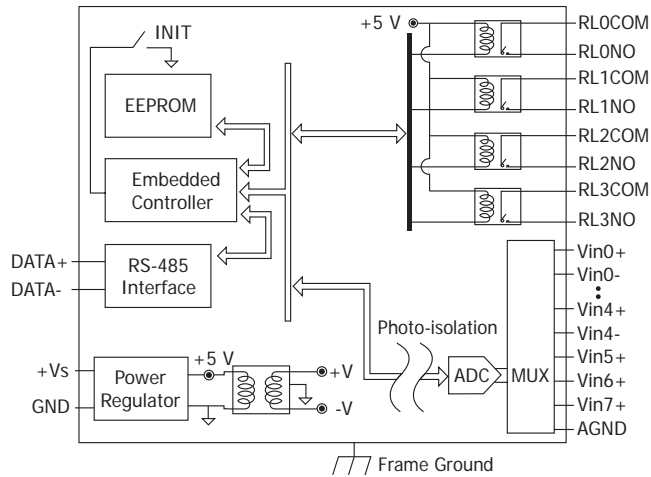 INIT
EEPROM
Embedded
Controller
DATA+
DATA-
RS-485
Interface
+Vs
GND
Power
Regulator
+5 V
+V
-V
+5 V
RL0COM
RL0NO
RL1COM
RL1NO
RL2COM
RL2NO
RL3COM
RL3NO
Photo-isolation
ADC
MUX
Vin0+
Vin0-
Vin4+
Vin4-
Vin5+
Vin6+
Vin7+
AGND
Frame Ground